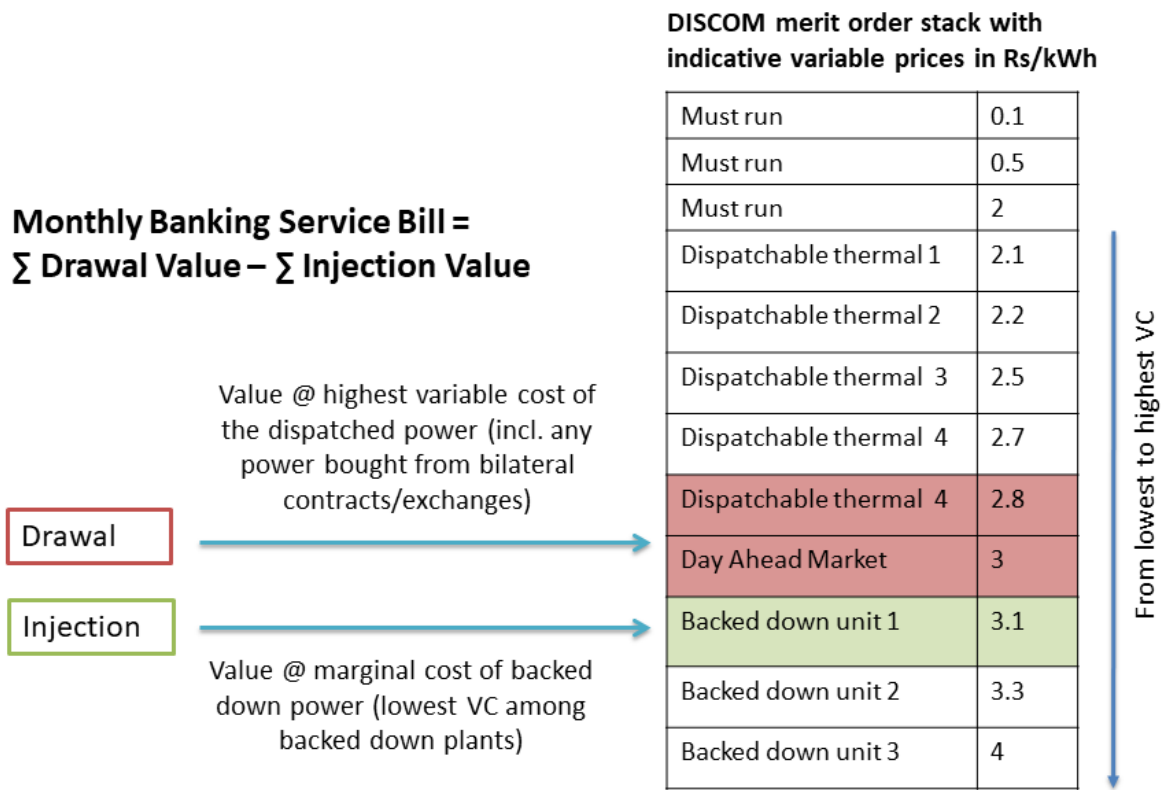 DISCOM merit order stack with
indicative variable prices in Rs/kWh
Must run 0.1
Must run 0.5
Must run 2
Dispatchable thermal 1 2.1
Dispatchable thermal 2 2.2
Dispatchable thermal 3 2.5
Dispatchable thermal 4 2.7
Dispatchable thermal 4 2.8
Day Ahead Market 3
Backed down unit 1 3.1
Backed down unit 2 3.3
Backed down unit 3 4
From lowest to highest VC
Monthly Banking Service Bill =
∑ Drawal Value – ∑ Injection Value
Value @ highest variable cost of
the dispatched power (incl. any
power bought from bilateral
contracts/exchanges)
Drawal
Injection
Value @ marginal cost of backed
down power (lowest VC among
backed down plants)